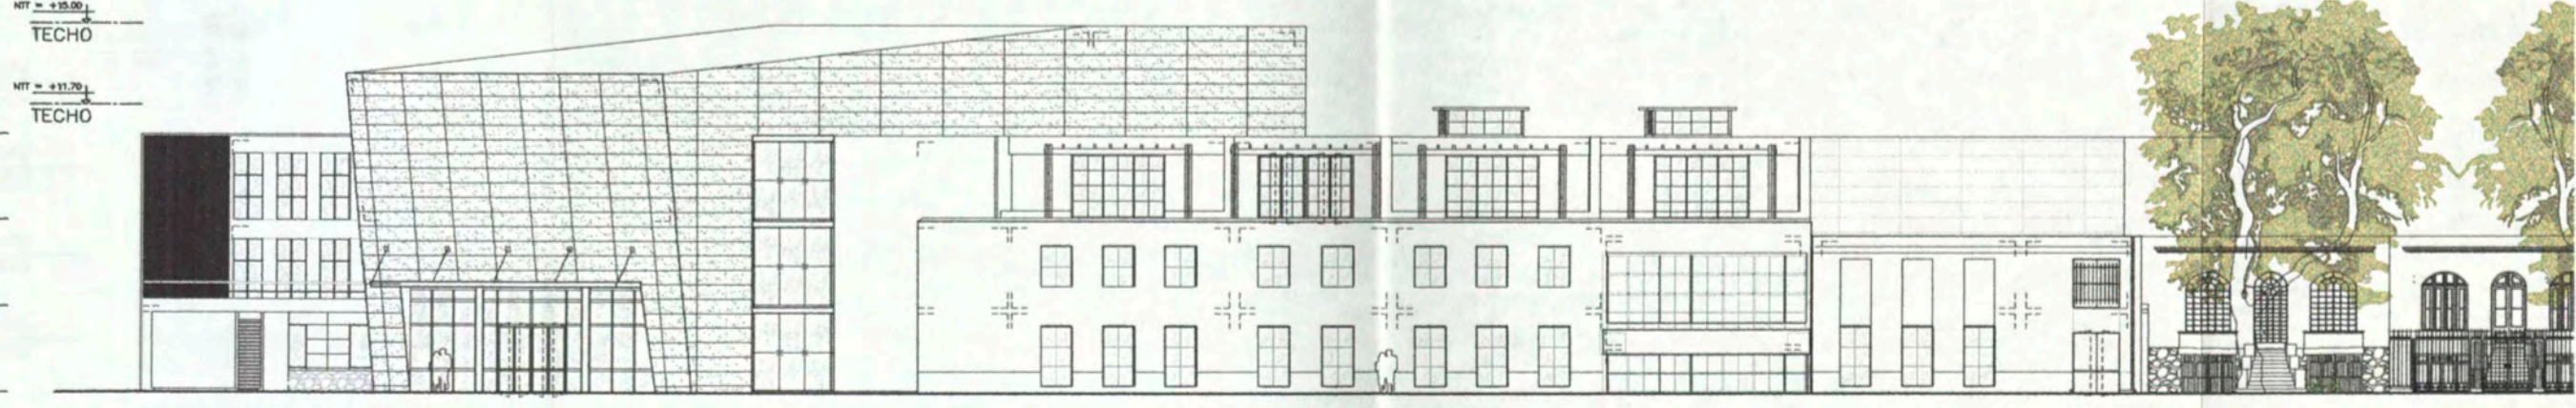 NTT = +15.00
TECHO
NTT = +11.70
TECHO